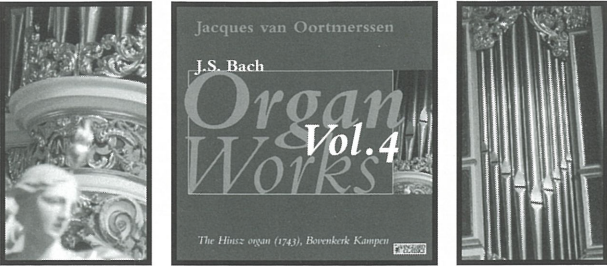 Jacques van Oortmerssen
J.S. Bach
Organ
Works
Vol.4
The Hinsz organ (1743), Bovenkerk Kampen